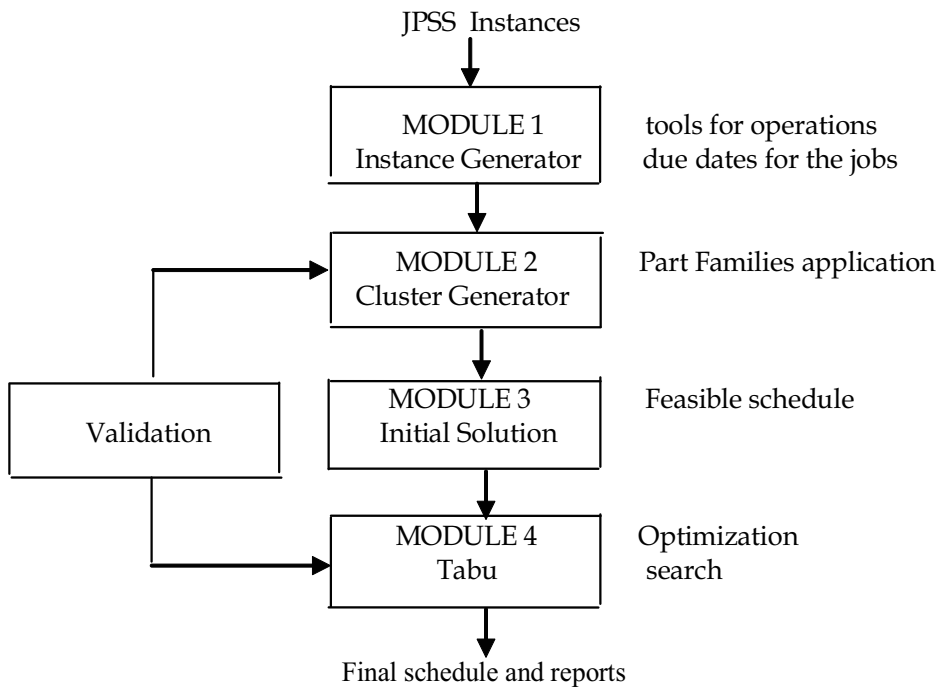 JPSS Instances
MODULE 1
Instance Generator
tools for operations
due dates for the jobs
MODULE 2
Cluster Generator
Part Families application
Validation
MODULE 3
Initial Solution
Feasible schedule
MODULE 4
Tabu
Optimization
search
Final schedule and reports